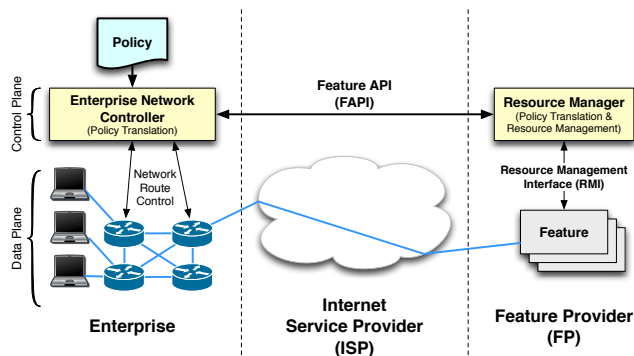 Policy
Control Plane
Enterprise Network
Controller
(Policy Translation)
Feature API
(FAPI)
Resource Manager
(Policy Translation &
Resource Management)
Network
Route
Control
Resource Management
Interface (RMI)
Data Plane
Feature
Enterprise
Internet
Service Provider
(ISP)
Feature Provider
(FP)